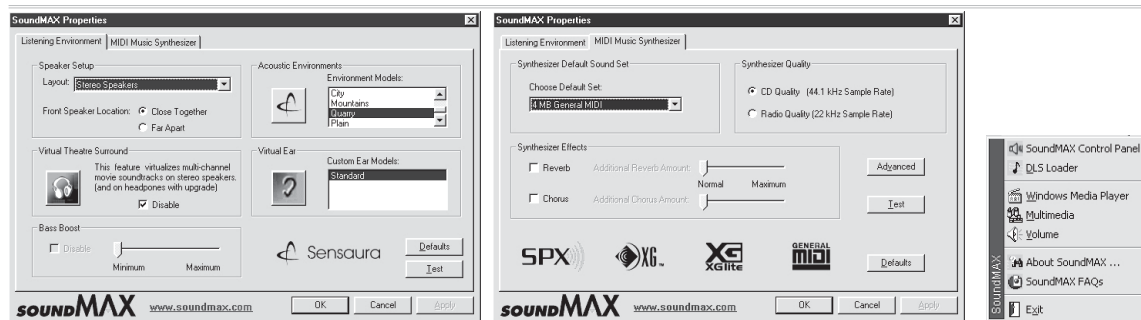 SoundMAX Properties
Listening Environment MIDI Music Synthesizer
Speaker Setup
Layout: Stereo Speakers
Front Speaker Location: Close Together
Far Apart
Acoustic Environments
Environment Models:
City
Mountains
Quarry
Plain
Virtual Theatre Surround
This feature virtualizes multi-channel
movie soundtracks on stereo speakers.
(and on headpones with upgrade)
Disable
Virtual Ear
Custom Ear Models:
Standard
Bass Boost
Disable
Minimum Maximum
Sensaura
Defaults
Test
SOUNDMAX www.soundmax.com OK Cancel Apply
SoundMAX Properties
Listening Environment MIDI Music Synthesizer
Synthesizer Default Sound Set
Choose Default Set:
4 MB General MIDI
Synthesizer Quality
CD Quality (44.1 kHz Sample Rate)
Radio Quality (22 kHz Sample Rate)
Synthesizer Effects
Reverb Additional Reverb Amount:
Normal Maximum
Chorus Additional Chorus Amount:
Advanced
Test
SPX XG XG XGlite GENERAL MIDI
Defaults
SOUNDMAX www.soundmax.com OK Cancel Apply
SoundMAX Control Panel
DLS Loader
Windows Media Player
Multimedia
Volume
About SoundMAX ...
SoundMAX FAQs
Exit
SoundMAX